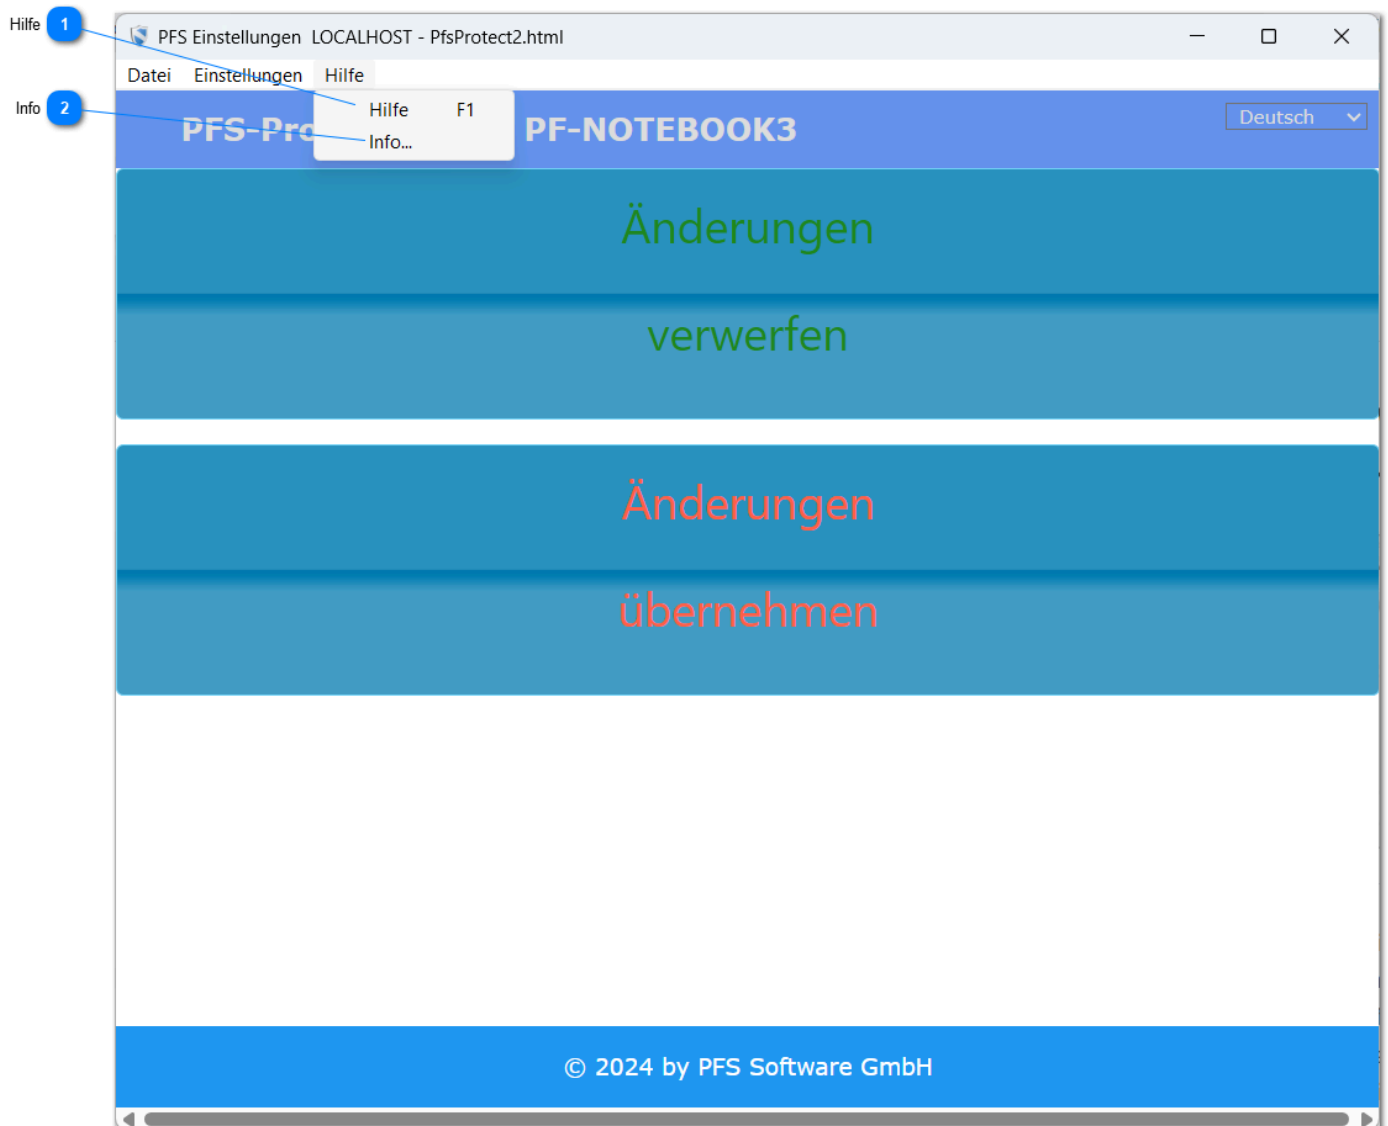 Hilfe 1
PFS Einstellungen LOCALHOST - PfsProtect2.html
Datei Einstellungen Hilfe
Info 2
Hilfe F1
Info...
PFS-Pro PF-NOTEBOOK3
Deutsch
Änderungen
verwerfen
Änderungen
übernehmen
© 2024 by PFS Software GmbH